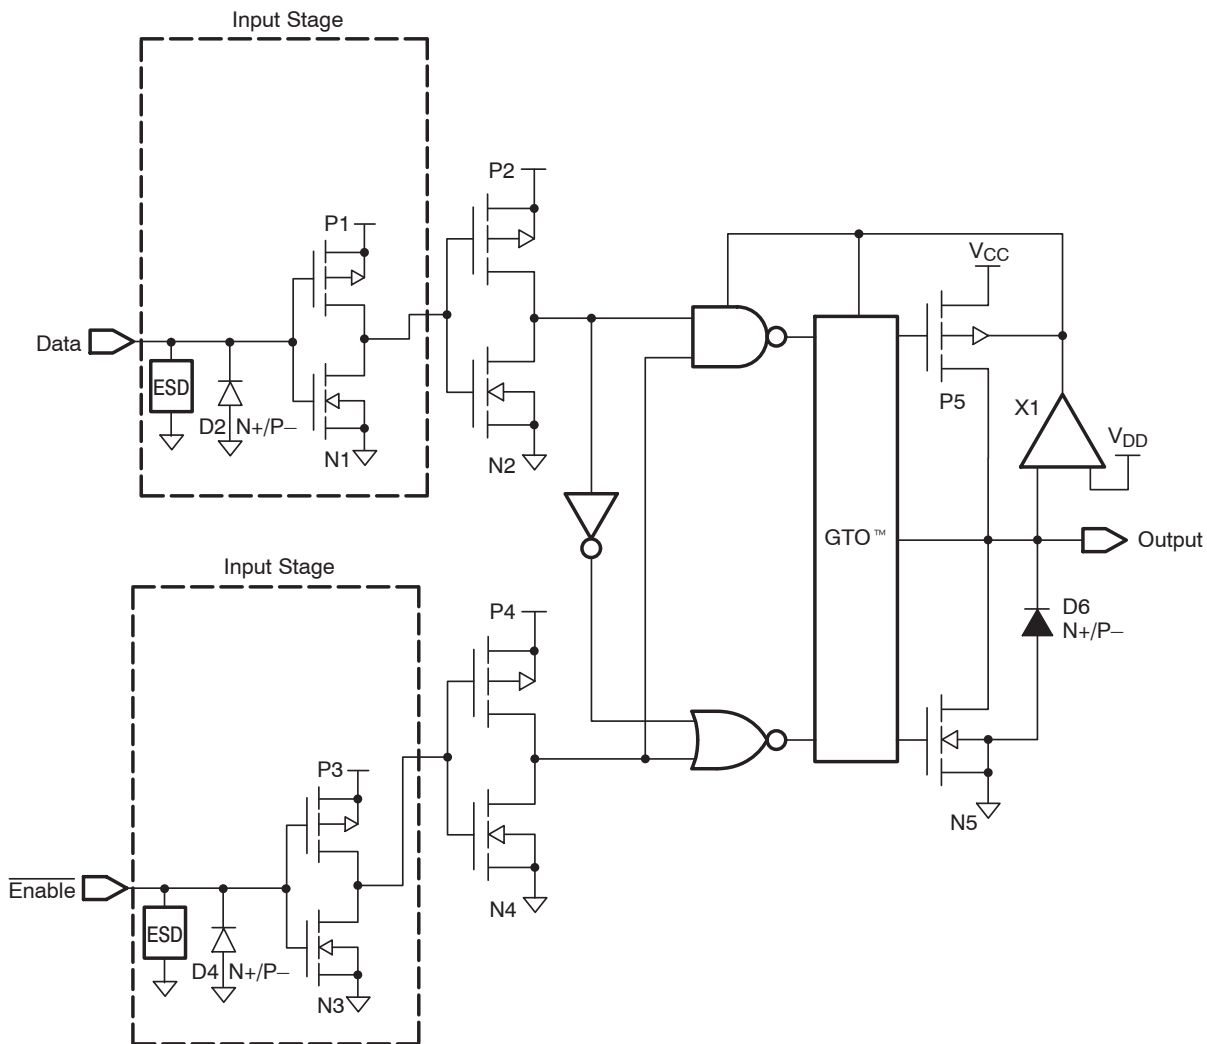 Input Stage
P2
P1
VCC
Data
ESD
D2 N+/P–
N1
N2
P5
X1
VDD
GTO™
Output
Input Stage
D6
N+/P–
P4
P3
N5
Enable
ESD
D4 N+/P–
N3
N4